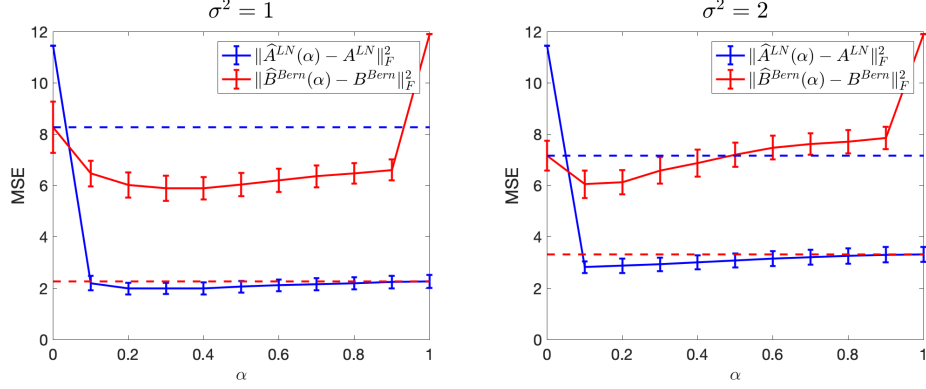 σ² = 1
MSE
12
10
8
6
4
2
0
0 0.2 0.4 0.6 0.8 1
α
‖Â^{LN}(α) − A^{LN}‖²_F
‖B̂^{Bern}(α) − B^{Bern}‖²_F
σ² = 2
MSE
12
10
8
6
4
2
0
0 0.2 0.4 0.6 0.8 1
α
‖Â^{LN}(α) − A^{LN}‖²_F
‖B̂^{Bern}(α) − B^{Bern}‖²_F